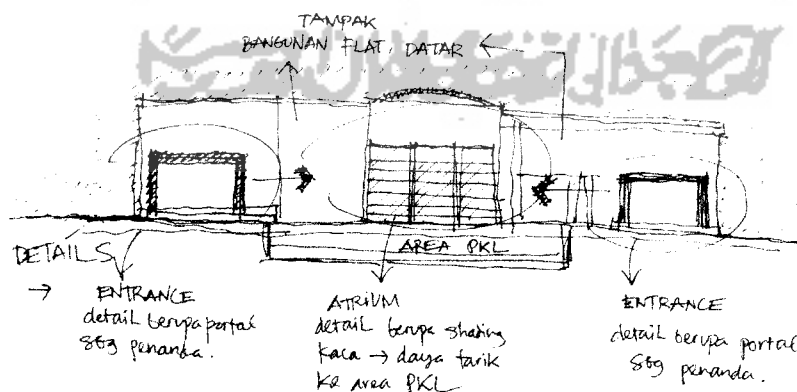 TAMPAK
BANGUNAN FLAT, DATAR
AREA PKL
DETAILS
→
ENTRANCE
detail berupa portal
sbg penanda.
ATRIUM
detail berupa shading
kaca → daya tarik
ke area PKL
ENTRANCE
detail berupa portal
sbg penanda.